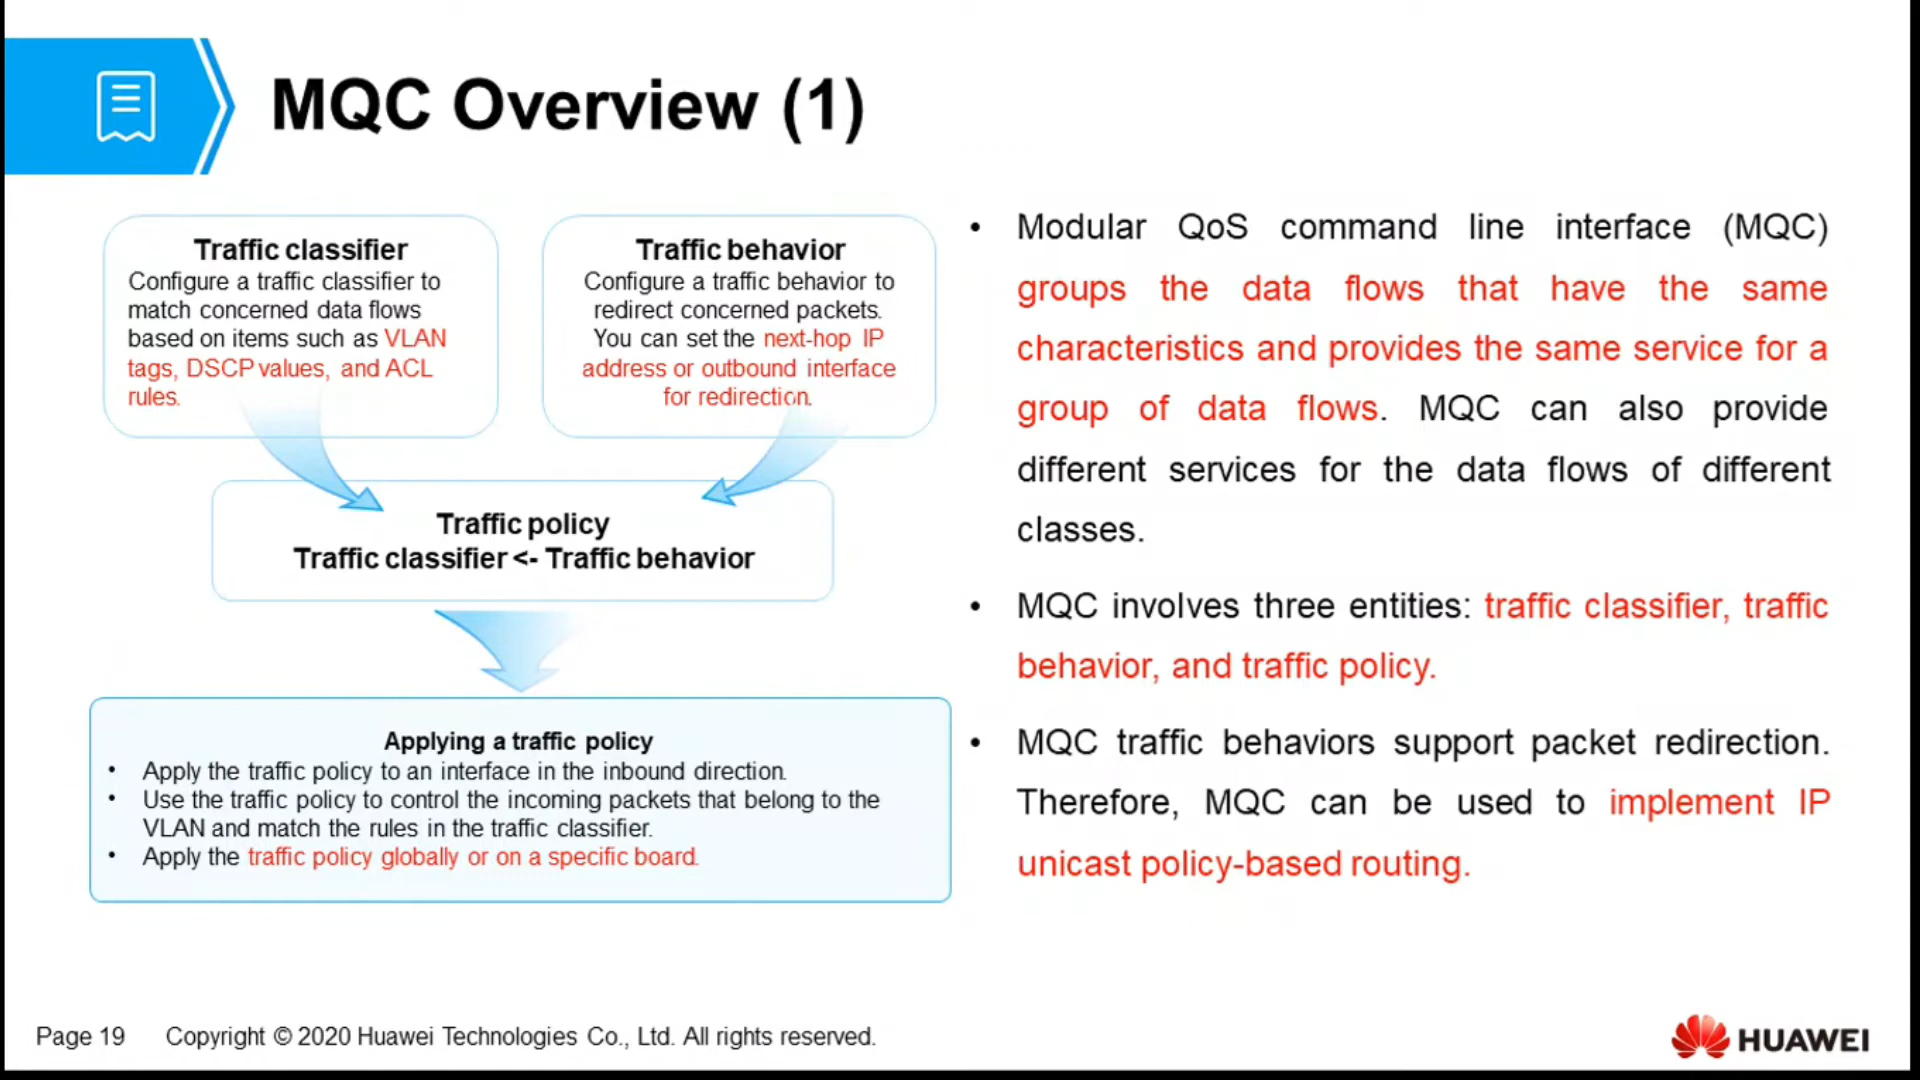 MQC Overview (1)
Traffic classifier
Configure a traffic classifier to
match concerned data flows
based on items such as VLAN
tags, DSCP values, and ACL
rules.
Traffic behavior
Configure a traffic behavior to
redirect concerned packets.
You can set the next-hop IP
address or outbound interface
for redirection.
Traffic policy
Traffic classifier <- Traffic behavior
Applying a traffic policy
• Apply the traffic policy to an interface in the inbound direction.
• Use the traffic policy to control the incoming packets that belong to the
VLAN and match the rules in the traffic classifier.
• Apply the traffic policy globally or on a specific board.
• Modular QoS command line interface (MQC)
groups the data flows that have the same
characteristics and provides the same service for a
group of data flows. MQC can also provide
different services for the data flows of different
classes.
• MQC involves three entities: traffic classifier, traffic
behavior, and traffic policy.
• MQC traffic behaviors support packet redirection.
Therefore, MQC can be used to implement IP
unicast policy-based routing.
Page 19 Copyright © 2020 Huawei Technologies Co., Ltd. All rights reserved.
HUAWEI